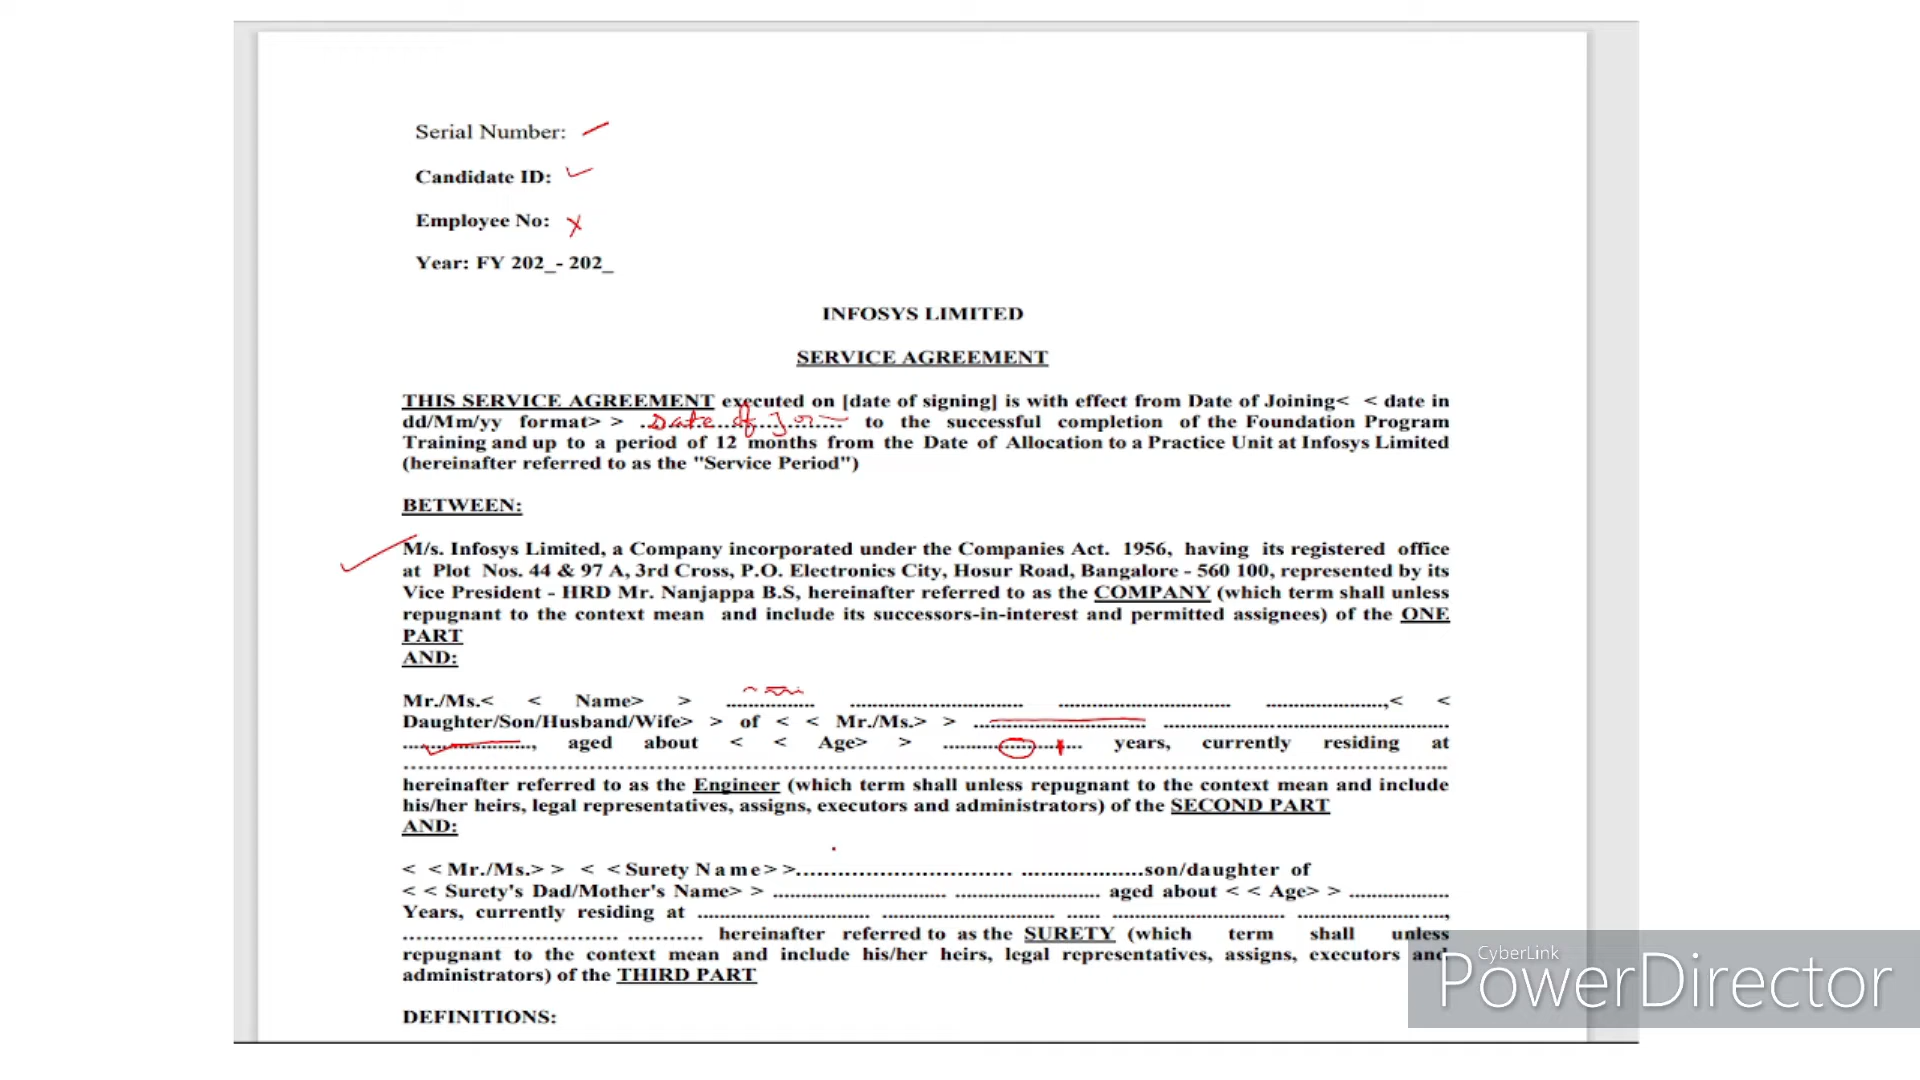 Serial Number:
Candidate ID:
Employee No: x
Year: FY 202_- 202_
INFOSYS LIMITED
SERVICE AGREEMENT
THIS SERVICE AGREEMENT executed on [date of signing] is with effect from Date of Joining< < date in
dd/Mm/yy format> > Date of Joi to the successful completion of the Foundation Program
Training and up to a period of 12 months from the Date of Allocation to a Practice Unit at Infosys Limited
(hereinafter referred to as the "Service Period")
BETWEEN:
M/s. Infosys Limited, a Company incorporated under the Companies Act. 1956, having its registered office
at Plot Nos. 44 & 97 A, 3rd Cross, P.O. Electronics City, Hosur Road, Bangalore - 560 100, represented by its
Vice President - HRD Mr. Nanjappa B.S, hereinafter referred to as the COMPANY (which term shall unless
repugnant to the context mean and include its successors-in-interest and permitted assignees) of the ONE
PART
AND:
Mr./Ms.< < Name> > ................ ................................ ................................ ......................,< <
Daughter/Son/Husband/Wife> > of < < Mr./Ms.> > ................................ .....................................................
........................, aged about < < Age> > .......................... years, currently residing at
................................................................................................................................
hereinafter referred to as the Engineer (which term shall unless repugnant to the context mean and include
his/her heirs, legal representatives, assigns, executors and administrators) of the SECOND PART
AND:
< < Mr./Ms.> > < < Surety Name> >.............................. .................son/daughter of
< < Surety's Dad/Mother's Name> > ................................ ........................... aged about < < Age> > ...................
Years, currently residing at ................................ ................................ ...... ................................ ............................,
.............................. .......... hereinafter referred to as the SURETY (which term shall unless
repugnant to the context mean and include his/her heirs, legal representatives, assigns, executors and
administrators) of the THIRD PART
DEFINITIONS:
CyberLink
PowerDirector